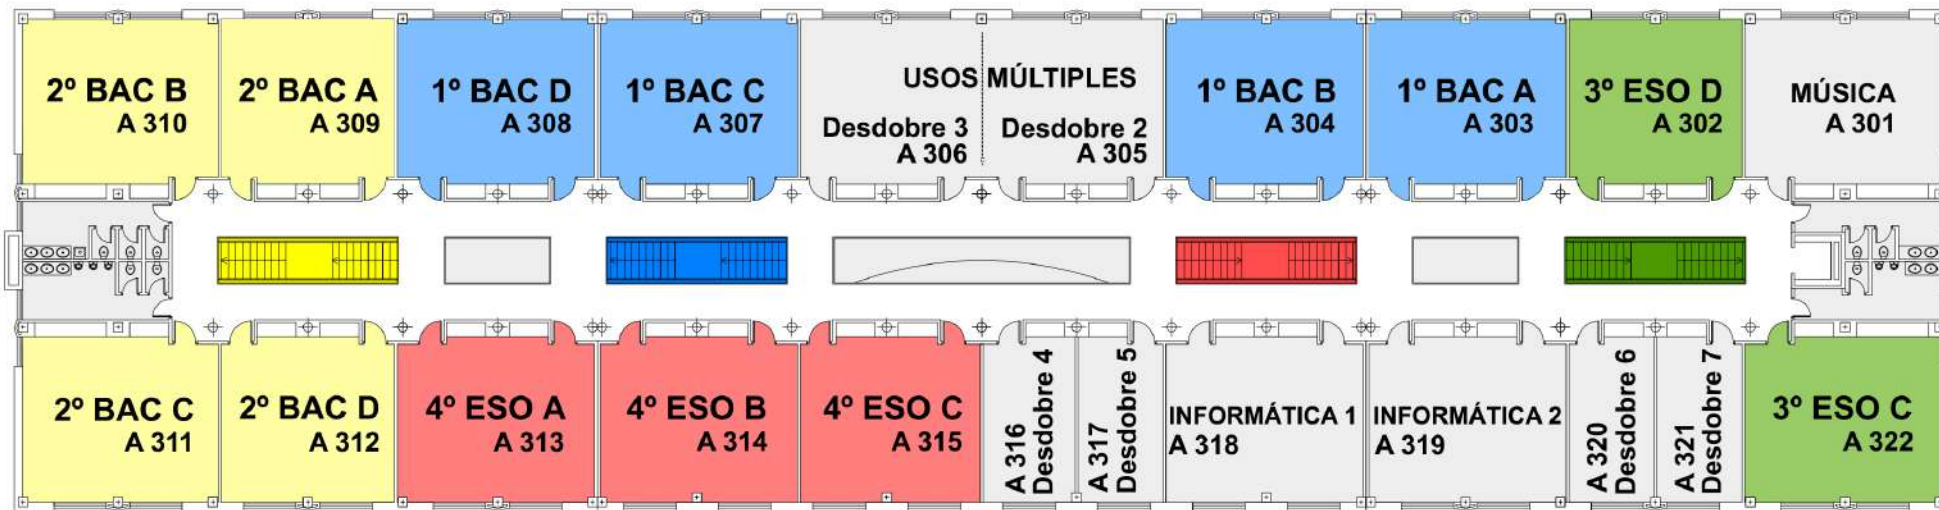 2º BAC B
A 310
2º BAC A
A 309
1º BAC D
A 308
1º BAC C
A 307
USOS MÚLTIPLES
Desdobre 3
A 306
Desdobre 2
A 305
1º BAC B
A 304
1º BAC A
A 303
3º ESO D
A 302
MÚSICA
A 301
2º BAC C
A 311
2º BAC D
A 312
4º ESO A
A 313
4º ESO B
A 314
4º ESO C
A 315
A 316
Desdobre 4
A 317
Desdobre 5
INFORMÁTICA 1
A 318
INFORMÁTICA 2
A 319
A 320
Desdobre 6
A 321
Desdobre 7
3º ESO C
A 322